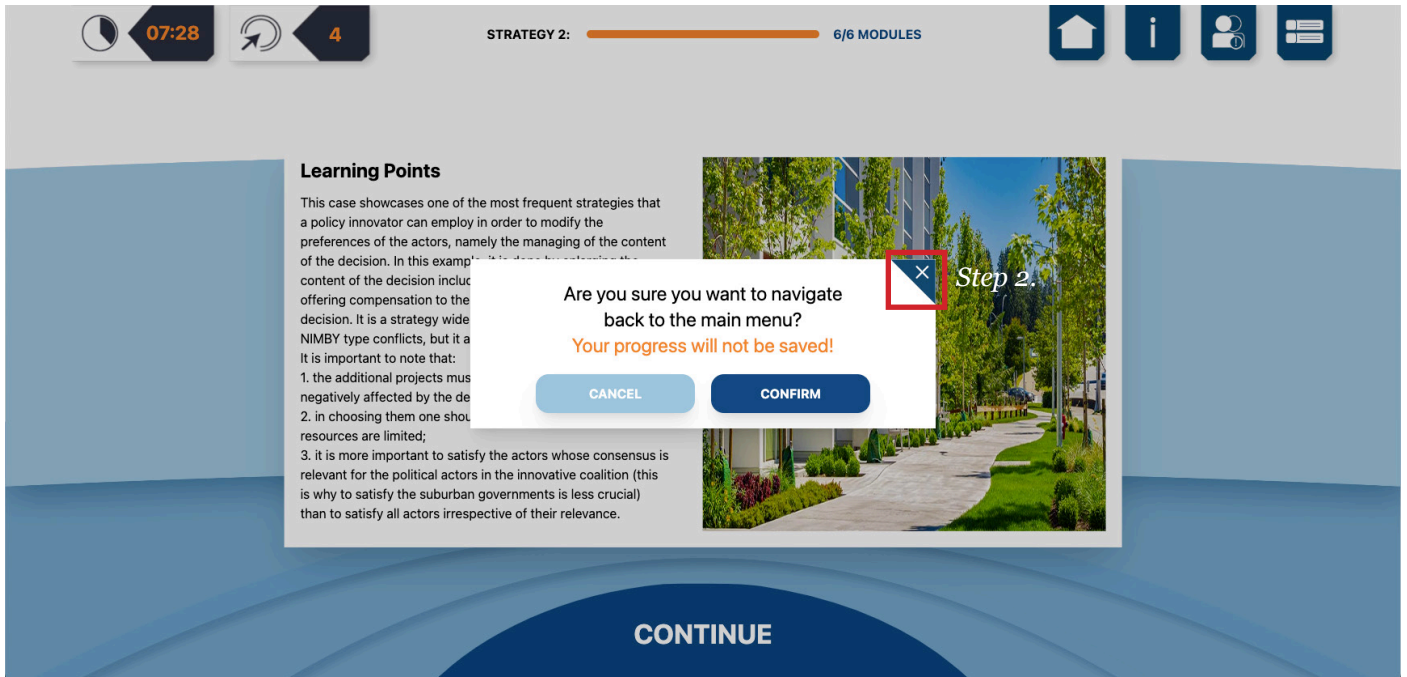 07:28
4
STRATEGY 2:
6/6 MODULES
i
Learning Points
This case showcases one of the most frequent strategies that
a policy innovator can employ in order to modify the
preferences of the actors, namely the managing of the content
of the decision. In this example, it is done by enlarging the
content of the decision includ
offering compensation to the
decision. It is a strategy wide
NIMBY type conflicts, but it a
It is important to note that:
1. the additional projects mus
negatively affected by the de
2. in choosing them one shou
resources are limited;
3. it is more important to satisfy the actors whose consensus is
relevant for the political actors in the innovative coalition (this
is why to satisfy the suburban governments is less crucial)
than to satisfy all actors irrespective of their relevance.
Are you sure you want to navigate
back to the main menu?
Your progress will not be saved!
CANCEL
CONFIRM
Step 2.
CONTINUE